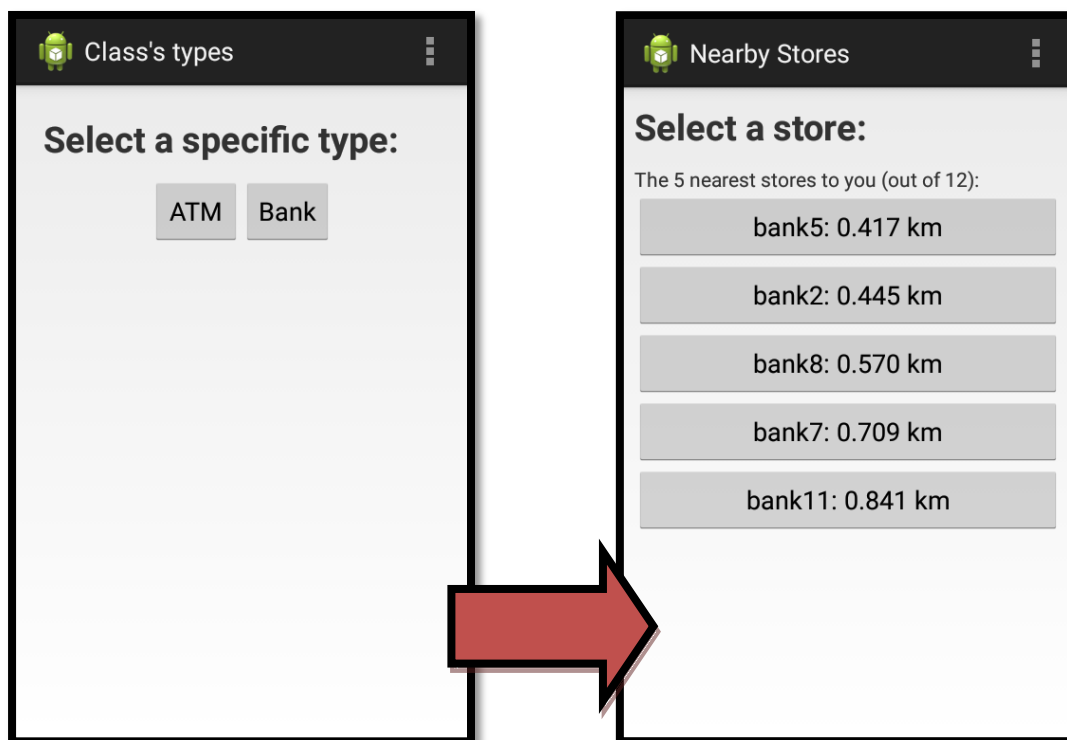 Class's types
Select a specific type:
ATM Bank
Nearby Stores
Select a store:
The 5 nearest stores to you (out of 12):
bank5: 0.417 km
bank2: 0.445 km
bank8: 0.570 km
bank7: 0.709 km
bank11: 0.841 km